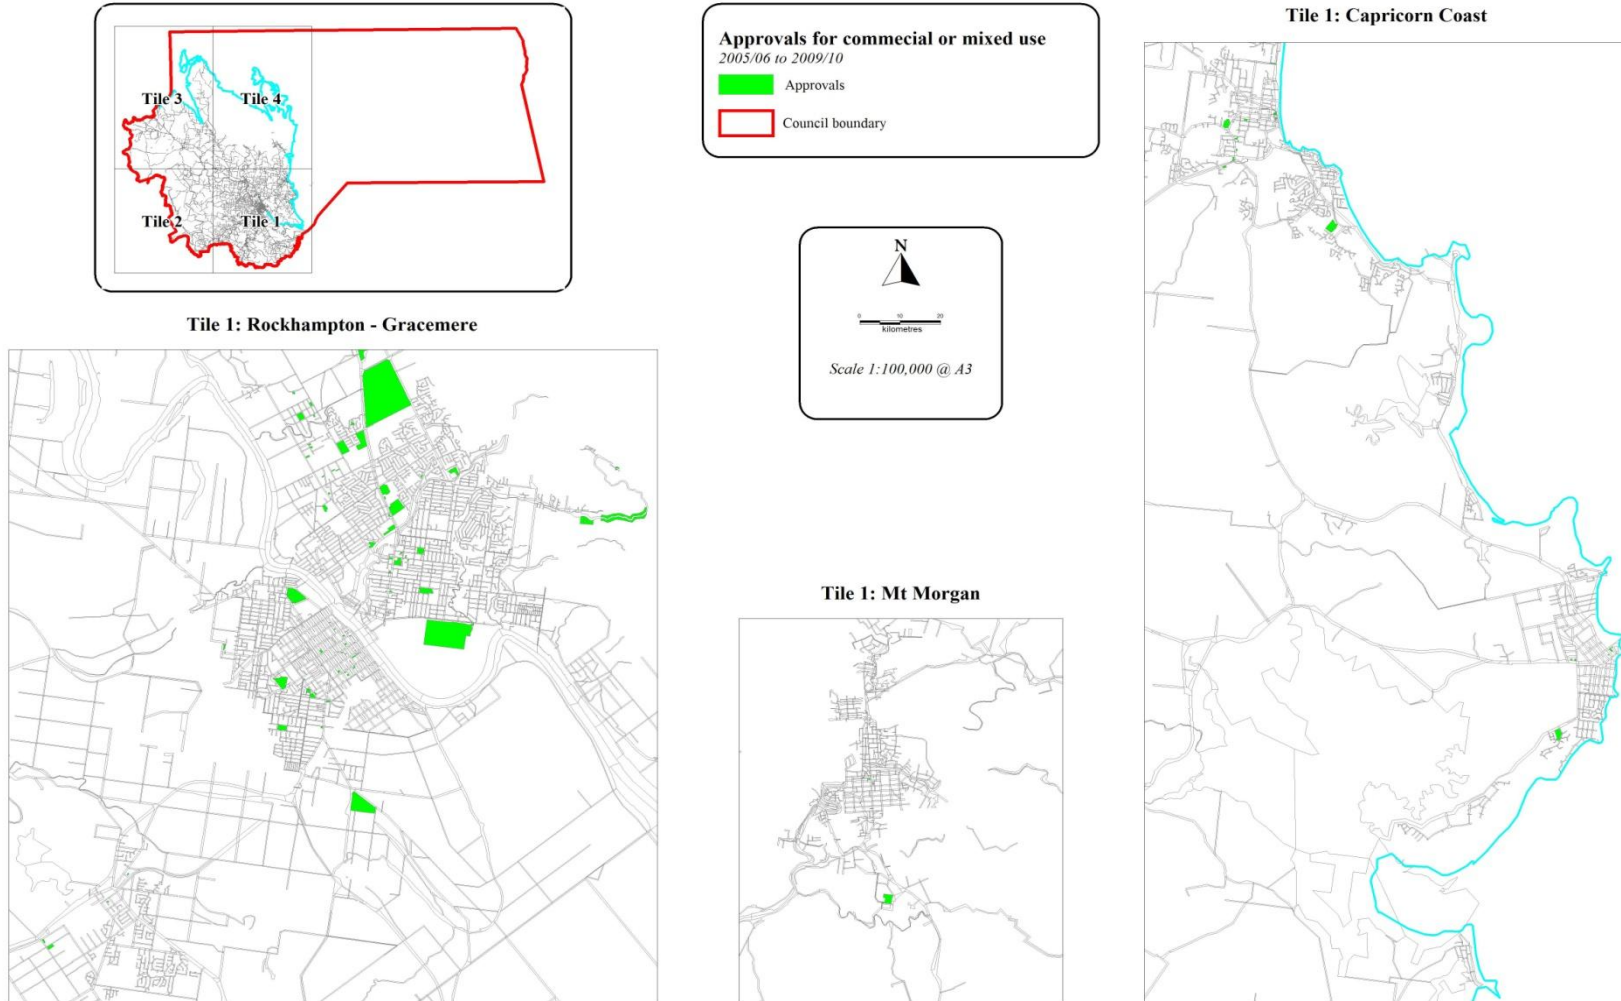 Tile 3
Tile 4
Tile 2
Tile 1
Approvals for commecial or mixed use
2005/06 to 2009/10
Approvals
Council boundary
Tile 1: Capricorn Coast
N
0 10 20
kilometres
Scale 1:100,000 @ A3
Tile 1: Rockhampton - Gracemere
Tile 1: Mt Morgan